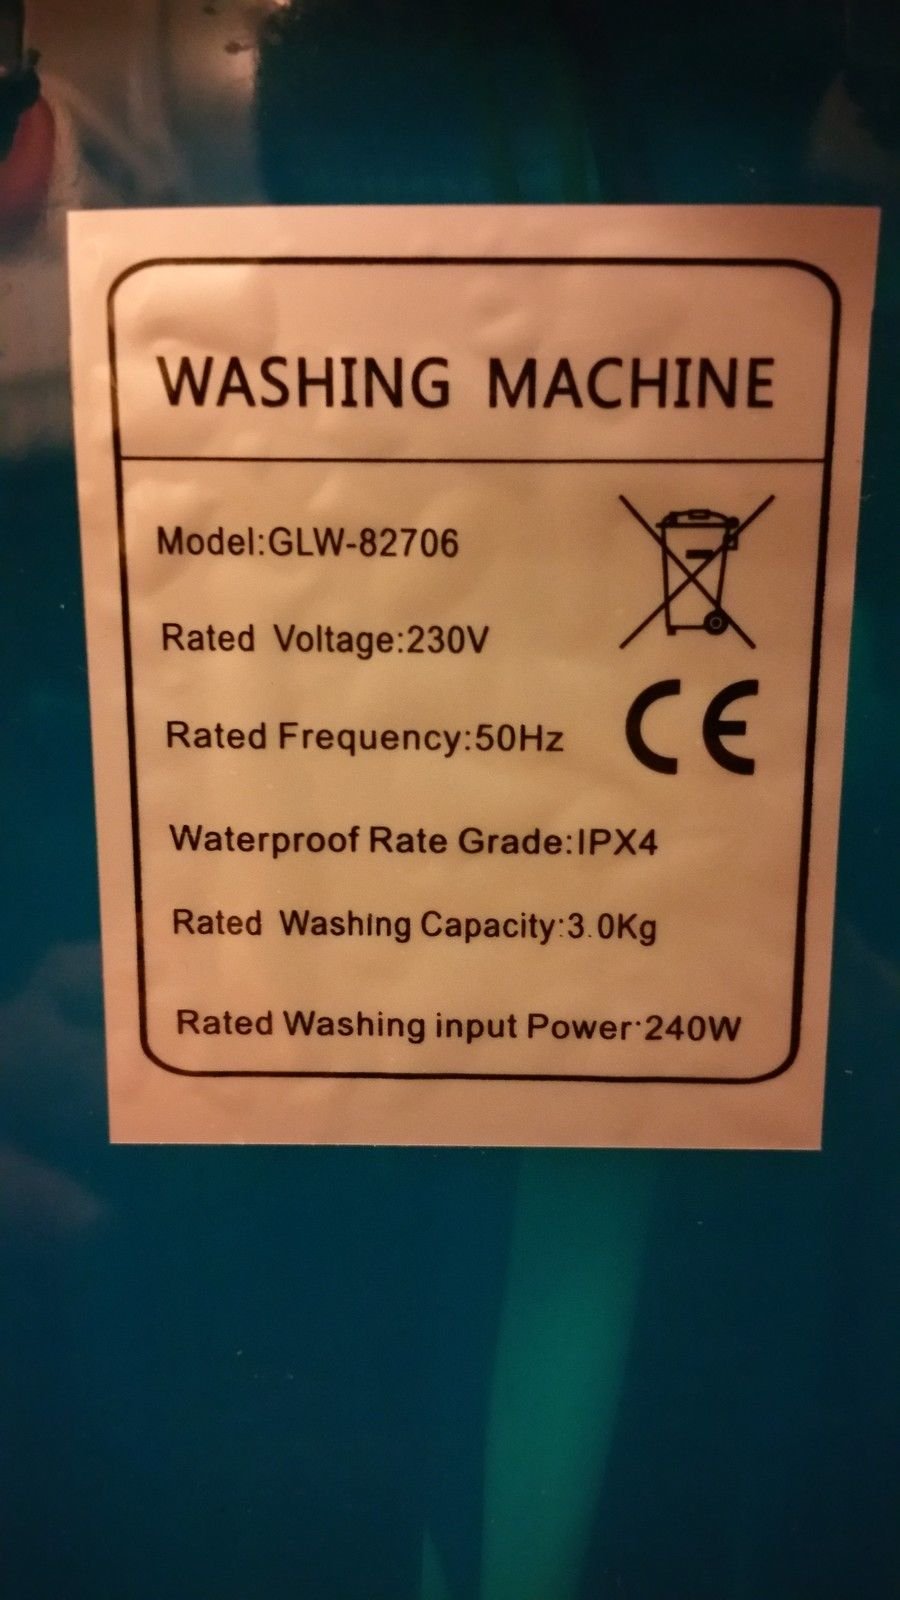 WASHING MACHINE
Model:GLW-82706
Rated Voltage:230V
Rated Frequency:50Hz
CE
Waterproof Rate Grade:IPX4
Rated Washing Capacity:3.0Kg
Rated Washing input Power:240W